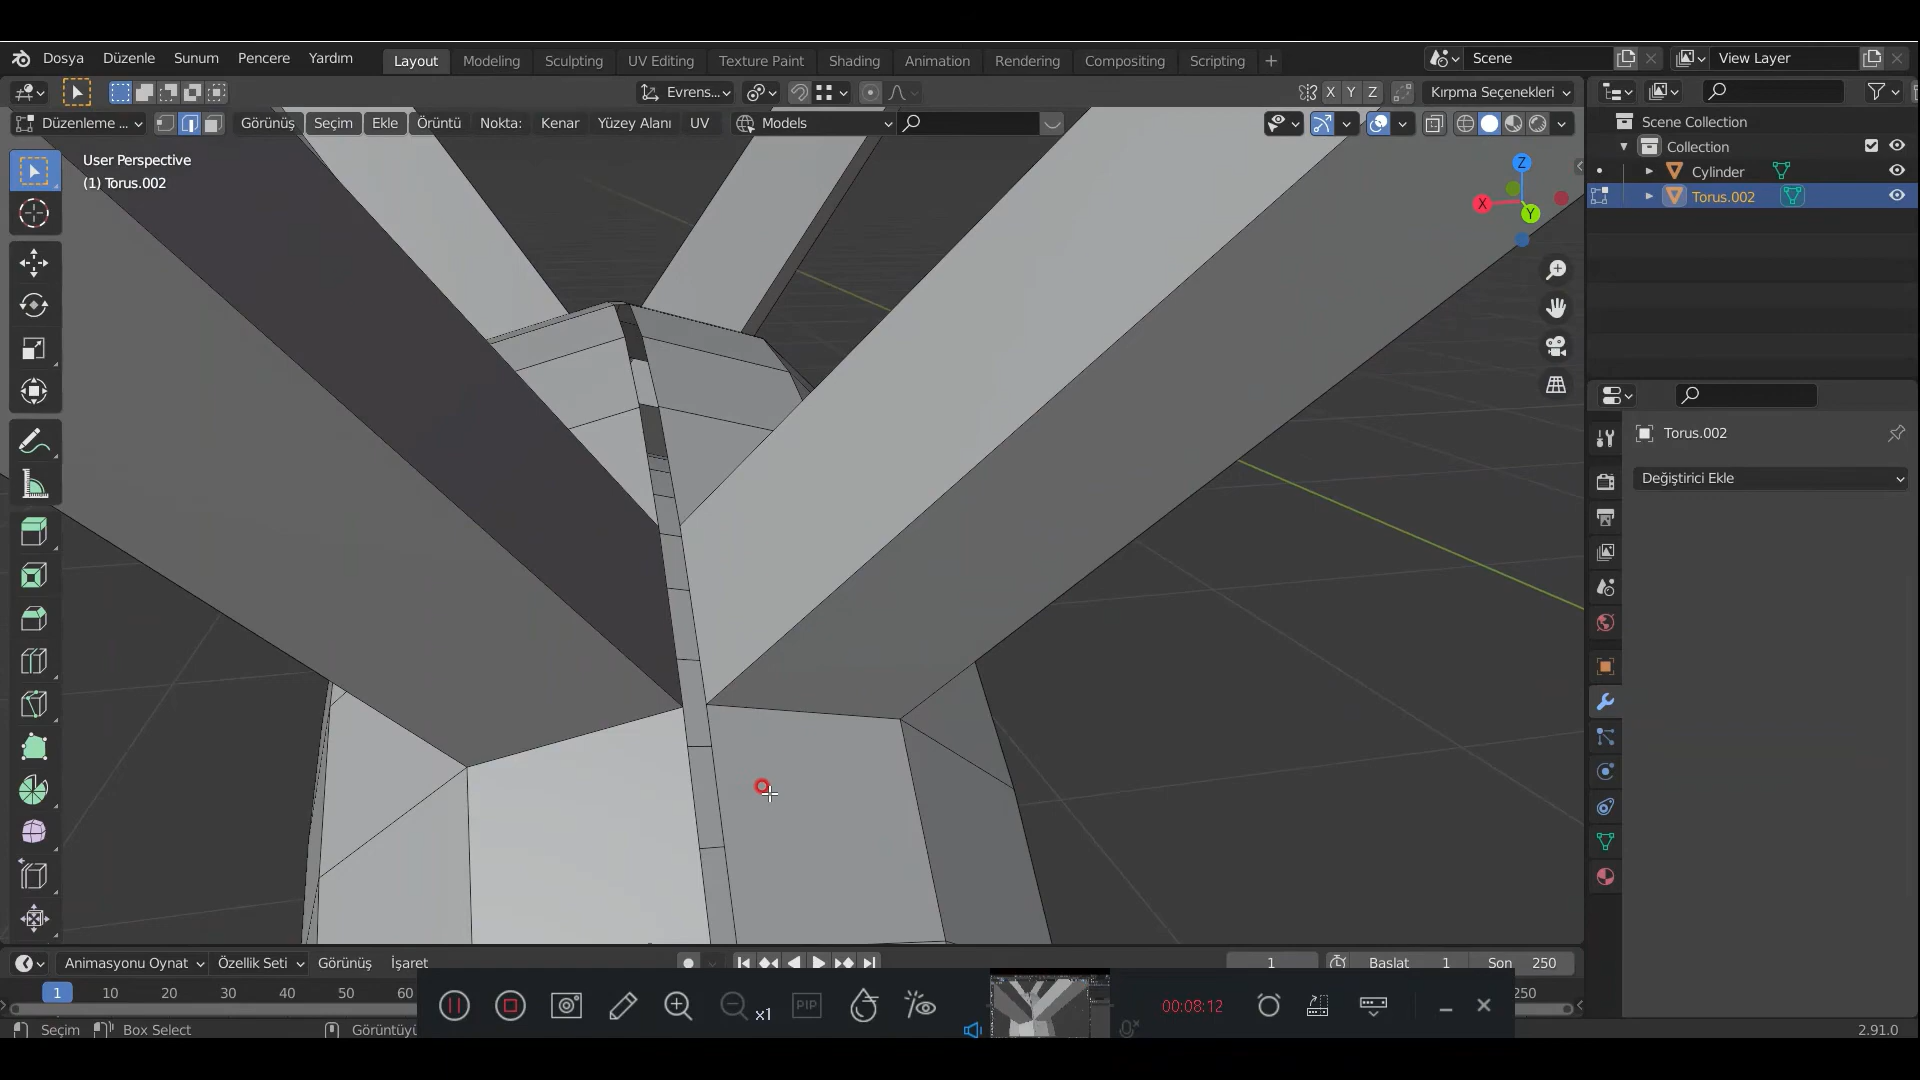 Dosya Düzenle Sunum Pencere Yardım Layout Modeling Sculpting UV Editing Texture Paint Shading Animation Rendering Compositing Scripting + Scene View Layer
Evrens... X Y Z Kırpma Seçenekleri
Düzenleme ... Görünüş Seçim Ekle Örüntü Nokta: Kenar Yüzey Alanı UV Models
User Perspective
(1) Torus.002
Z
X
Y
Scene Collection
Collection
Cylinder
Torus.002
Torus.002
Değiştirici Ekle
Animasyonu Oynat Özellik Seti Görünüş İşaret 1 Baslat 1 Son 250
1 10 20 30 40 50 60 250
x1 PIP 00:08:12
Seçim Box Select Görüntüyü 2.91.0